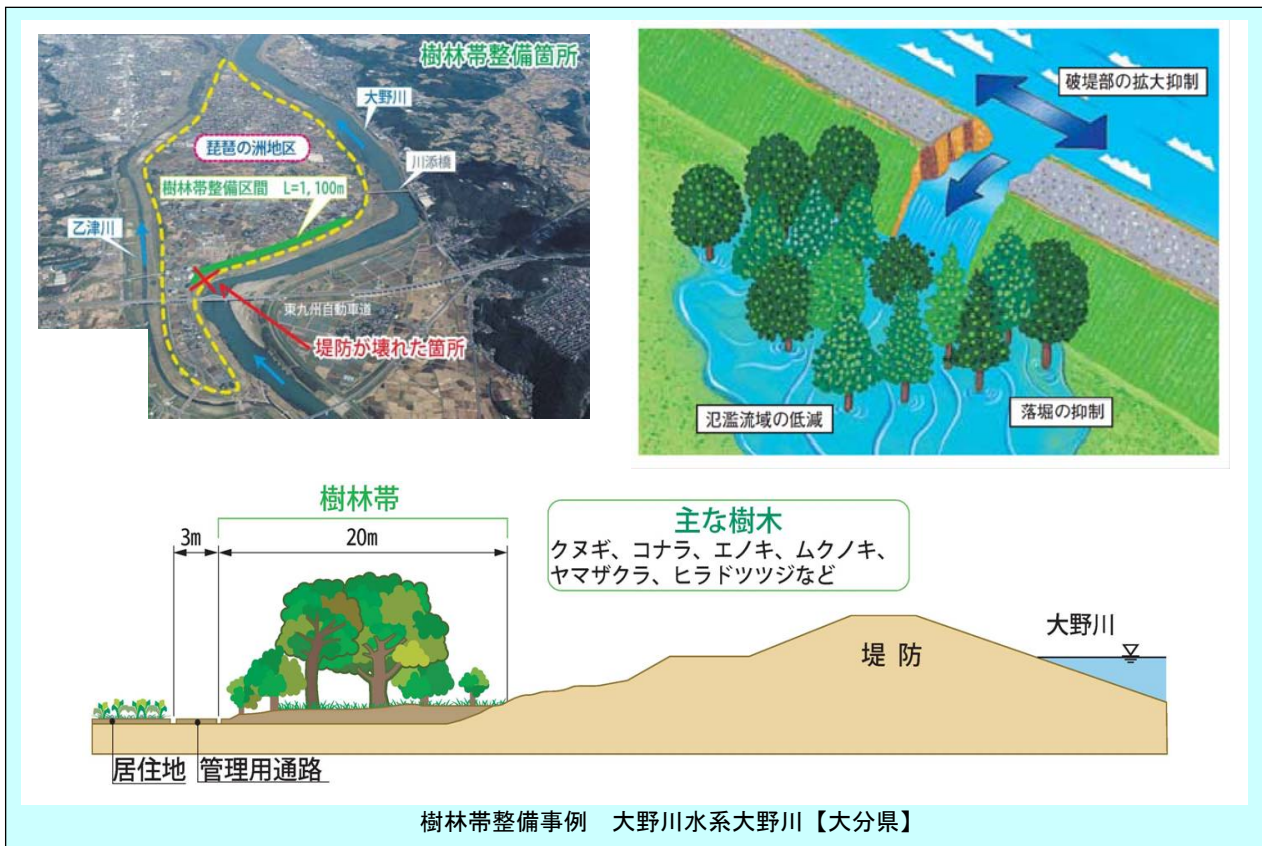 樹林帯整備箇所
大野川
琵琶の洲地区
川添橋
樹林帯整備区間　L=1,100m
乙津川
東九州自動車道
堤防が壊れた箇所
破堤部の拡大抑制
氾濫流域の低減
落堀の抑制
樹林帯
3m
20m
主な樹木
クヌギ、コナラ、エノキ、ムクノキ、
ヤマザクラ、ヒラドツツジなど
大野川
堤 防
居住地
管理用通路
樹林帯整備事例　大野川水系大野川【大分県】